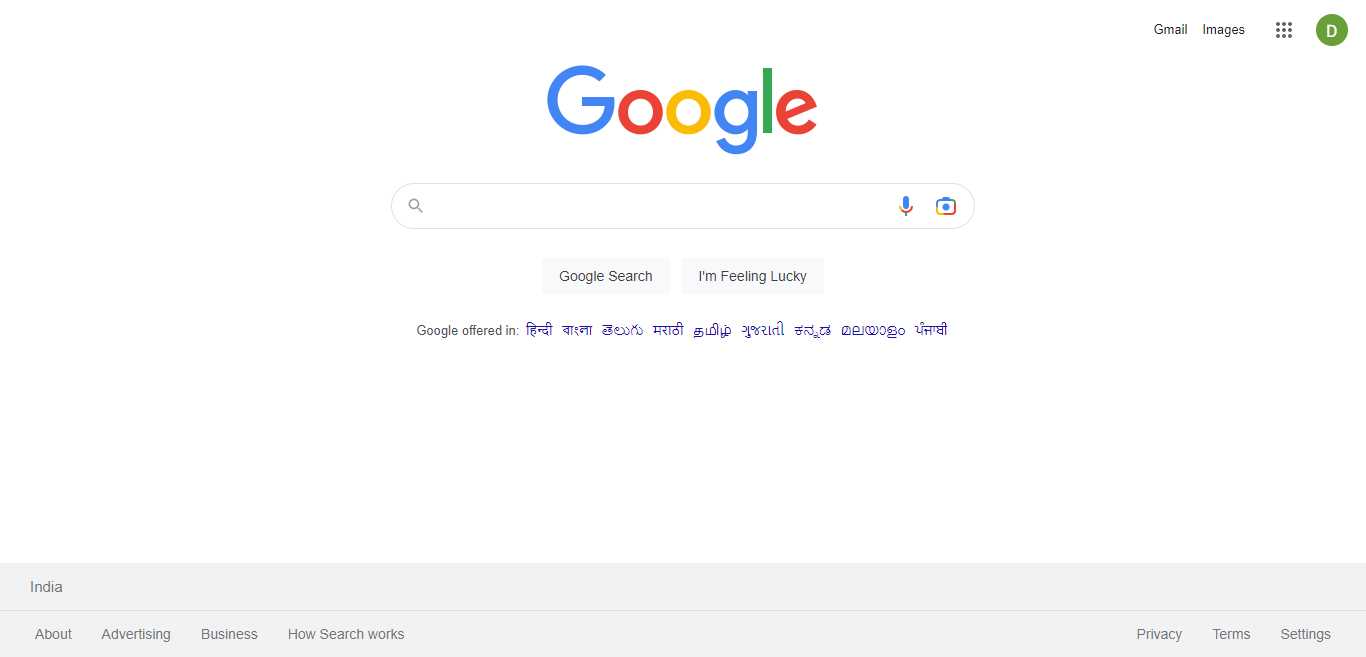 Gmail Images D
Google
Google Search I'm Feeling Lucky
Google offered in: हिन्दी বাংলা తెలుగు मराठी தமிழ் ગુજરાતી ಕನ್ನಡ മലയാളം ਪੰਜਾਬੀ
India
About Advertising Business How Search works Privacy Terms Settings